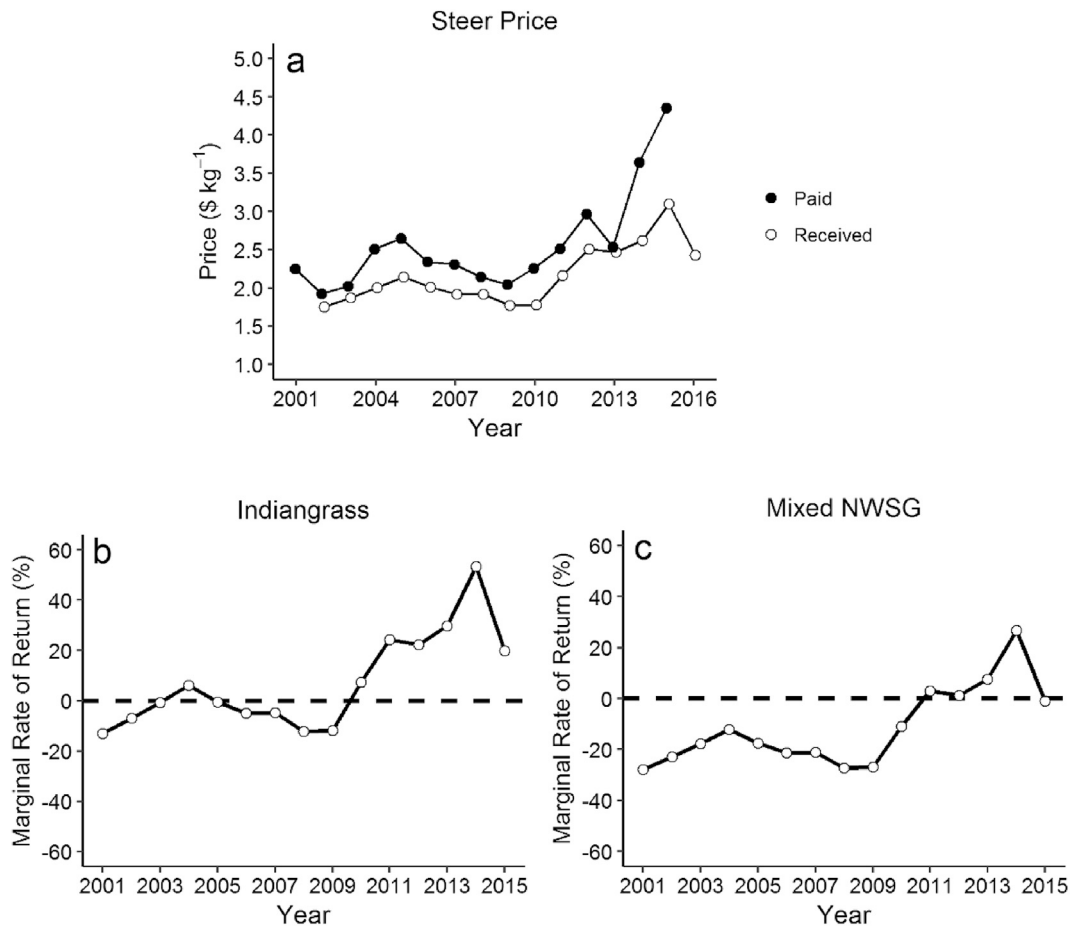 Steer Price
a
5.0
4.5
4.0
3.5
3.0
2.5
2.0
1.5
1.0
Price ($ kg⁻¹)
2001 2004 2007 2010 2013 2016
Year
Paid
Received
Indiangrass
b
60
40
20
0
-20
-40
-60
Marginal Rate of Return (%)
2001 2003 2005 2007 2009 2011 2013 2015
Year
Mixed NWSG
c
60
40
20
0
-20
-40
-60
Marginal Rate of Return (%)
2001 2003 2005 2007 2009 2011 2013 2015
Year